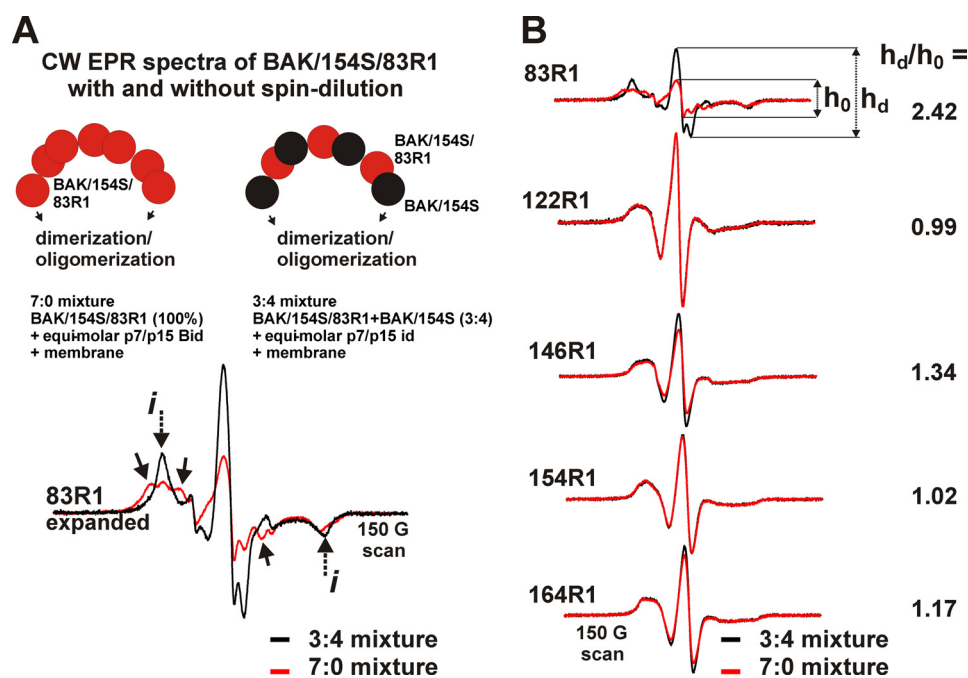 A
CW EPR spectra of BAK/154S/83R1
with and without spin-dilution
BAK/154S/
83R1
dimerization/
oligomerization
BAK/154S/
83R1
BAK/154S
dimerization/
oligomerization
7:0 mixture
BAK/154S/83R1 (100%)
+ equi-molar p7/p15 Bid
+ membrane
3:4 mixture
BAK/154S/83R1+BAK/154S (3:4)
+ equi-molar p7/p15 id
+ membrane
i
83R1
expanded
150 G
scan
i
3:4 mixture
7:0 mixture
B
hd/h0 =
83R1
h0
hd
2.42
122R1
0.99
146R1
1.34
154R1
1.02
164R1
1.17
150 G
scan
3:4 mixture
7:0 mixture